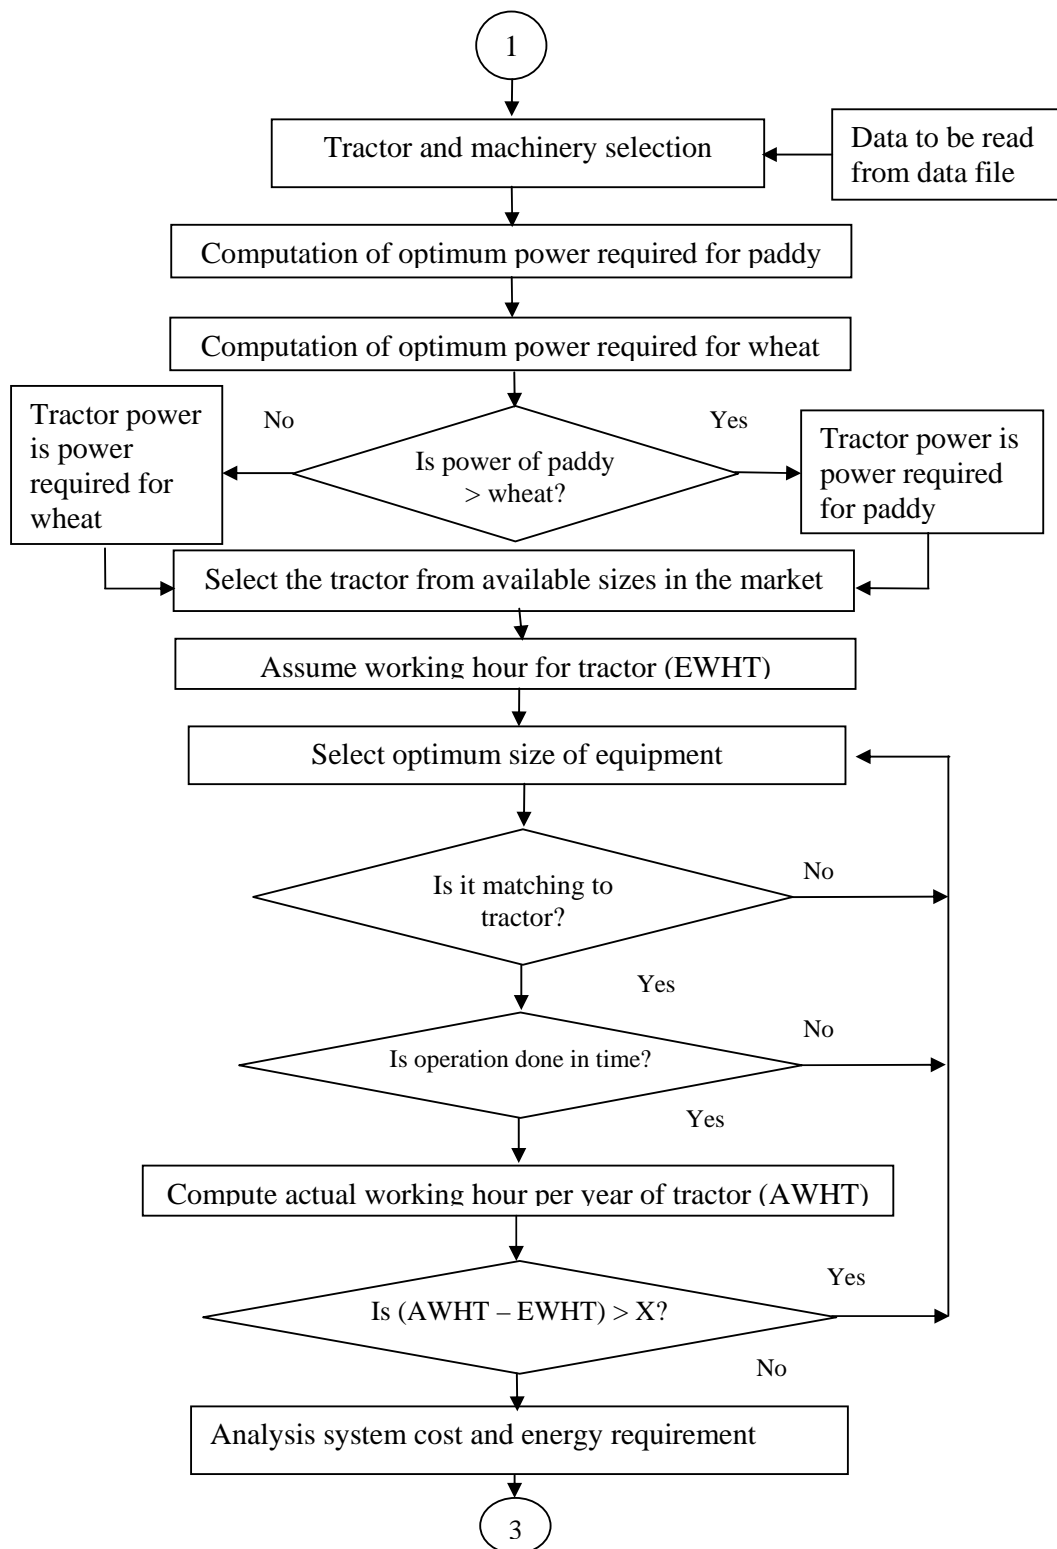 1
Tractor and machinery selection
Data to be read
from data file
Computation of optimum power required for paddy
Computation of optimum power required for wheat
Tractor power
is power
required for
wheat
No
Is power of paddy
> wheat?
Yes
Tractor power is
power required
for paddy
Select the tractor from available sizes in the market
Assume working hour for tractor (EWHT)
Select optimum size of equipment
Is it matching to
tractor?
No
Yes
Is operation done in time?
No
Yes
Compute actual working hour per year of tractor (AWHT)
Is (AWHT – EWHT) > X?
Yes
No
Analysis system cost and energy requirement
3